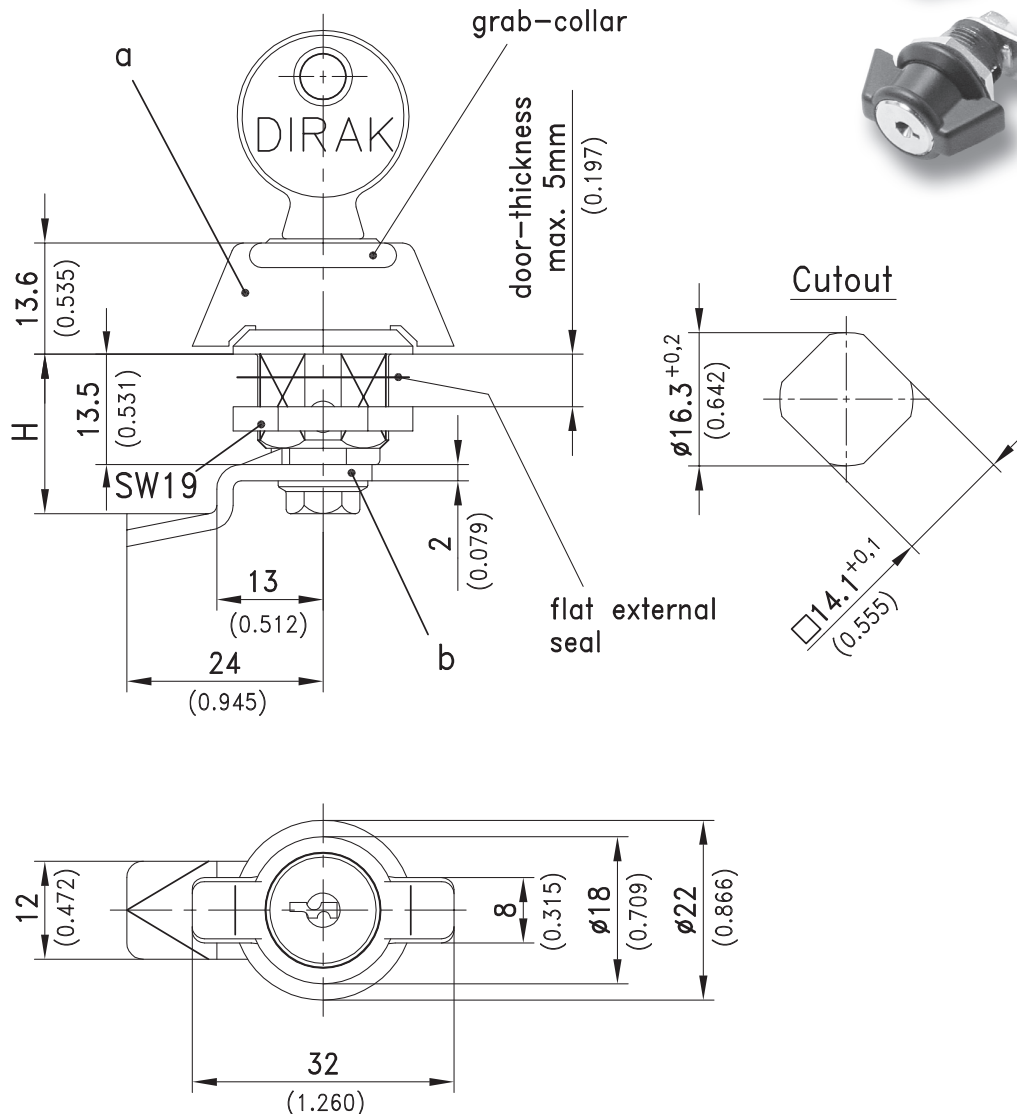 grab-collar
a
DIRAK
door-thickness
max. 5mm
(0.197)
13.6
(0.535)
Cutout
13.5
(0.531)
H
ø16.3+0,2
(0.642)
SW19
2
(0.079)
13
(0.512)
flat external
seal
□14.1+0,1
(0.555)
b
24
(0.945)
12
(0.472)
8
(0.315)
ø18
(0.709)
ø22
(0.866)
32
(1.260)